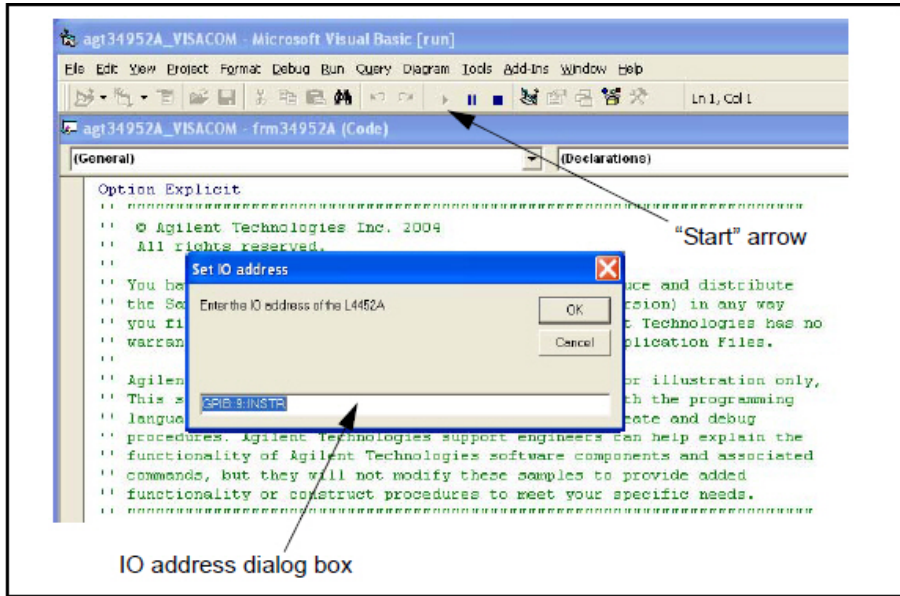 agt34952A_VISACOM - Microsoft Visual Basic [run]
File Edit View Project Format Debug Run Query Diagram Tools Add-Ins Window Help
Ln 1, Col 1
agt34952A_VISACOM - frm34952A (Code)
(General) (Declarations)
Option Explicit
'' © Agilent Technologies Inc. 2004
'' All rights reserved.
''
'' You ha uce and distribute
'' the Sa rsion) in any way
'' you fi t Technologies has no
'' warran plication Files.
''
'' Agilen or illustration only,
'' This s th the programming
'' langua eate and debug
'' procedures. Agilent Technologies support engineers can help explain the
'' functionality of Agilent Technologies software components and associated
'' commands, but they will not modify these samples to provide added
'' functionality or construct procedures to meet your specific needs.
"Start" arrow
Set IO address
Enter the IO address of the L4452A
OK
Cancel
GPIB::9::INSTR
IO address dialog box